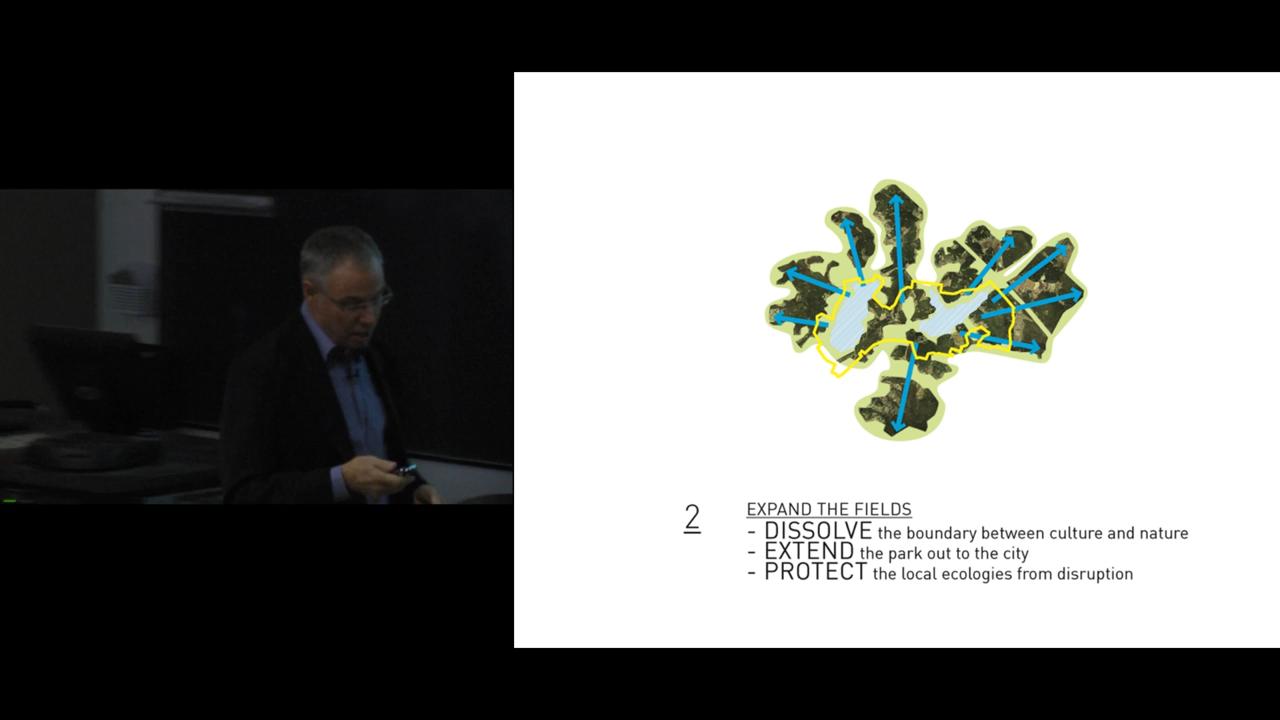 2
EXPAND THE FIELDS
- DISSOLVE the boundary between culture and nature
- EXTEND the park out to the city
- PROTECT the local ecologies from disruption